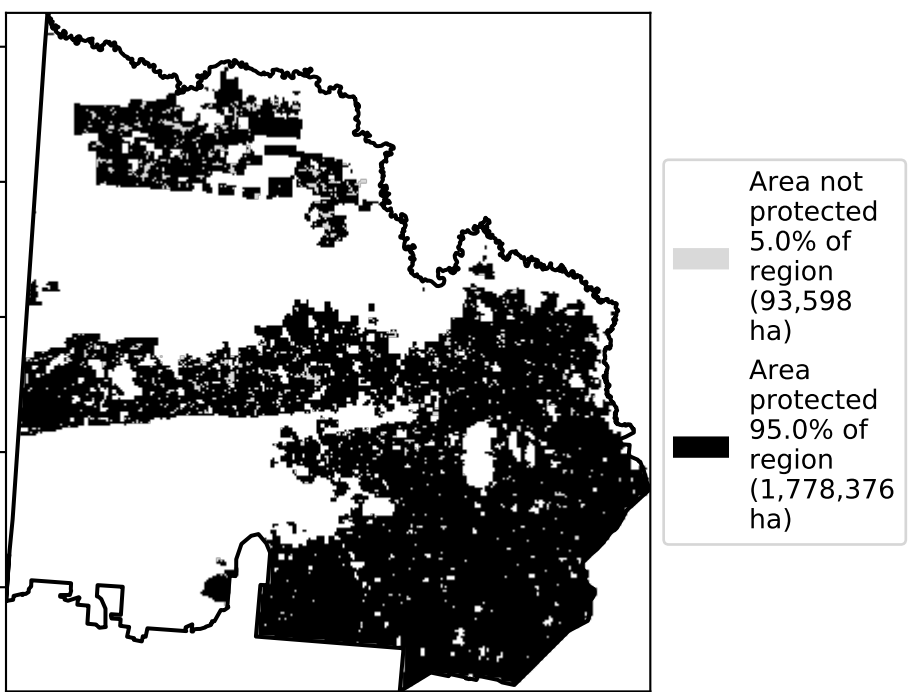 Area not
protected
5.0% of
region
(93,598
ha)
Area
protected
95.0% of
region
(1,778,376
ha)